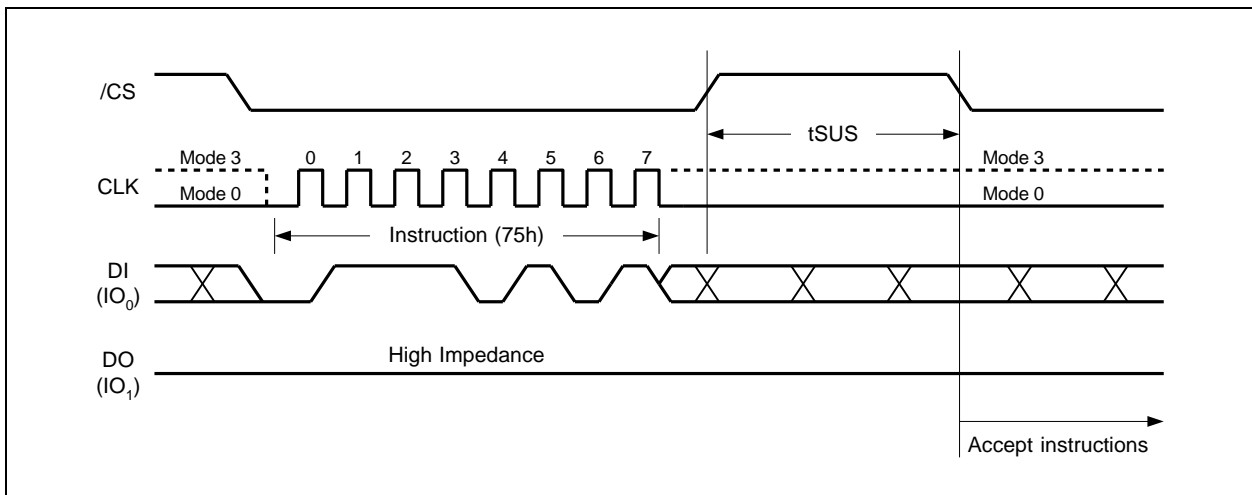 /CS
tSUS
Mode 3
0 1 2 3 4 5 6 7
Mode 3
CLK
Mode 0
Mode 0
Instruction (75h)
DI
(IO0)
High Impedance
DO
(IO1)
Accept instructions